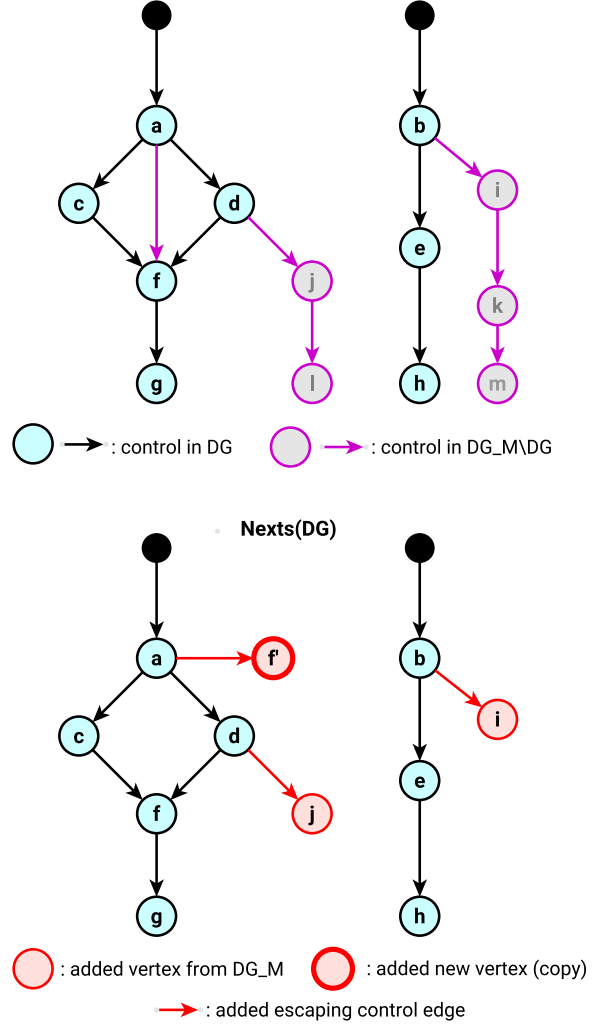 a
b
c
d
i
e
f
j
k
g
l
h
m
: control in DG
: control in DG_M\DG
Nexts(DG)
a
f'
b
c
d
i
e
f
j
g
h
: added vertex from DG_M
: added new vertex (copy)
: added escaping control edge